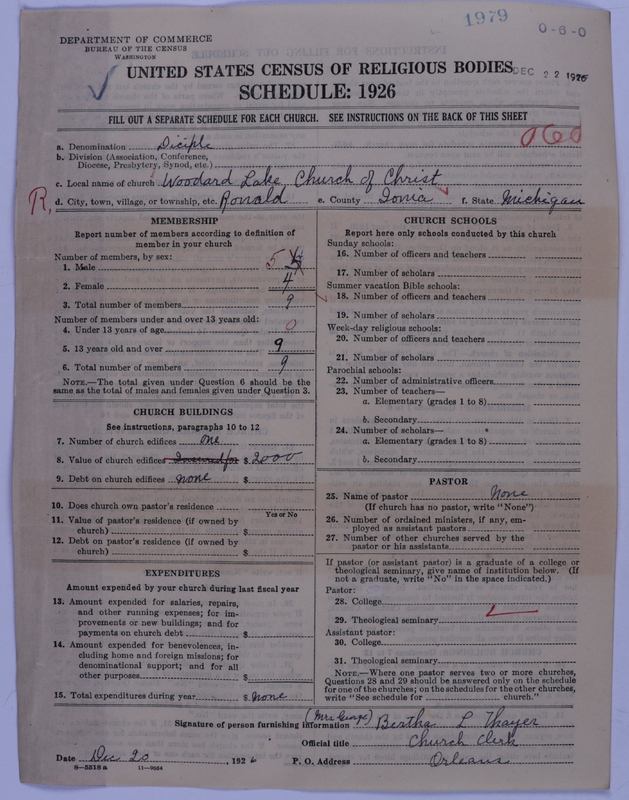 1979
0-6-0
DEPARTMENT OF COMMERCE
BUREAU OF THE CENSUS
WASHINGTON
UNITED STATES CENSUS OF RELIGIOUS BODIES
DEC 22 1926
SCHEDULE: 1926
FILL OUT A SEPARATE SCHEDULE FOR EACH CHURCH. SEE INSTRUCTIONS ON THE BACK OF THIS SHEET
060
a. Denomination Diciple
b. Division (Association, Conference,
Diocese, Presbytery, Synod, etc.)
c. Local name of church Woodard Lake Church of Christ
R. d. City, town, village, or township, etc. Ronald e. County Ionia f. State Michigan
MEMBERSHIP
Report number of members according to definition of
member in your church
Number of members, by sex:
1. Male 5
2. Female 4
3. Total number of members 9
Number of members under and over 13 years old:
4. Under 13 years of age 0
5. 13 years old and over 9
6. Total number of members 9
NOTE.—The total given under Question 6 should be the
same as the total of males and females given under Question 3.
CHURCH BUILDINGS
See instructions, paragraphs 10 to 12
7. Number of church edifices one
8. Value of church edifices Insured for $ 2000
9. Debt on church edifices none $
10. Does church own pastor's residence
Yes or No
11. Value of pastor's residence (if owned by
church) $
12. Debt on pastor's residence (if owned by
church) $
EXPENDITURES
Amount expended by your church during last fiscal year
13. Amount expended for salaries, repairs,
and other running expenses; for im-
provements or new buildings; and for
payments on church debt $
14. Amount expended for benevolences, in-
cluding home and foreign missions; for
denominational support; and for all
other purposes $
15. Total expenditures during year $ none
CHURCH SCHOOLS
Report here only schools conducted by this church
Sunday schools:
16. Number of officers and teachers
17. Number of scholars
Summer vacation Bible schools:
18. Number of officers and teachers
19. Number of scholars
Week-day religious schools:
20. Number of officers and teachers
21. Number of scholars
Parochial schools:
22. Number of administrative officers
23. Number of teachers—
a. Elementary (grades 1 to 8)
b. Secondary
24. Number of scholars—
a. Elementary (grades 1 to 8)
b. Secondary
PASTOR
25. Name of pastor None
(If church has no pastor, write "None")
26. Number of ordained ministers, if any, em-
ployed as assistant pastors
27. Number of other churches served by the
pastor or his assistants
If pastor (or assistant pastor) is a graduate of a college or
theological seminary, give name of institution below. (If
not a graduate, write "No" in the space indicated.)
Pastor:
28. College
29. Theological seminary
Assistant pastor:
30. College
31. Theological seminary
NOTE.—Where one pastor serves two or more churches,
Questions 28 and 29 should be answered only on the schedule
for one of the churches; on the schedules for the other churches,
write "See schedule for church."
Signature of person furnishing information (Mrs George) Bertha L Thayer
Official title Church Clerk
Date Dec 20, 1926 P. O. Address Orleans
8-5518 a 11-9664